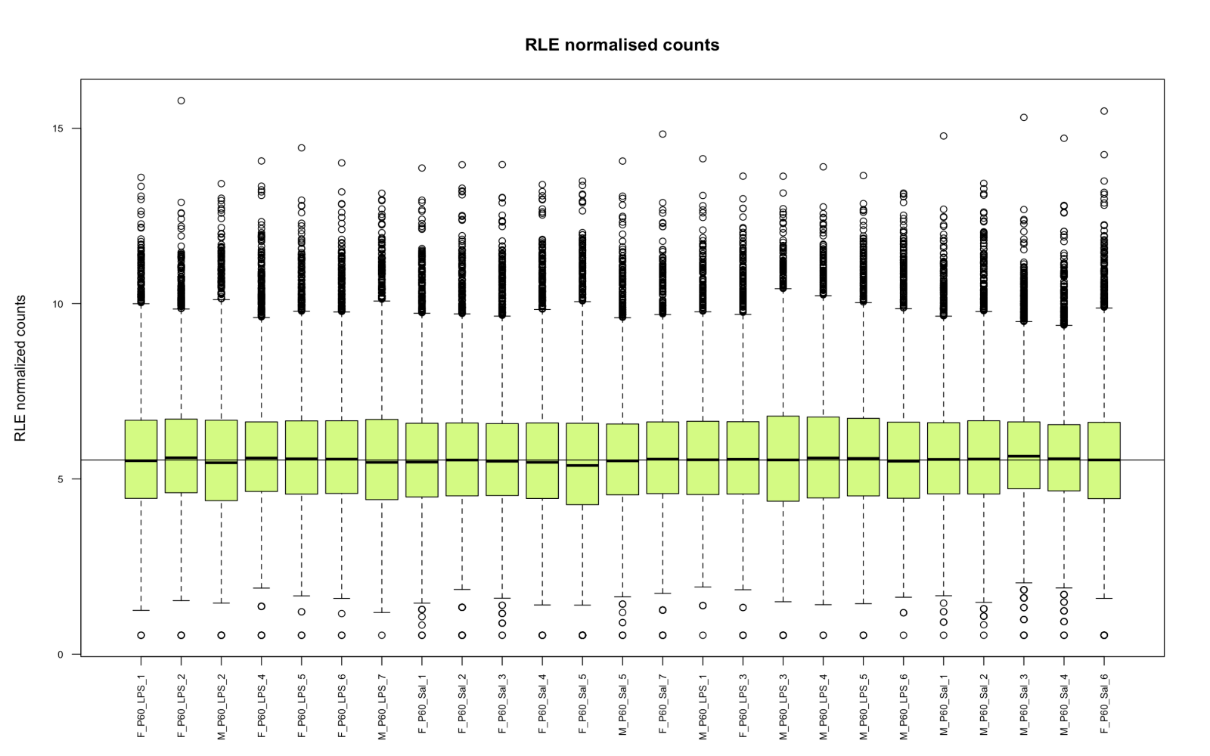 RLE normalised counts
RLE normalized counts
15
10
5
0
F_P60_LPS_1
F_P60_LPS_2
M_P60_LPS_2
F_P60_LPS_4
F_P60_LPS_5
F_P60_LPS_6
M_P60_LPS_7
F_P60_Sal_1
F_P60_Sal_2
F_P60_Sal_3
F_P60_Sal_4
F_P60_Sal_5
M_P60_Sal_5
F_P60_Sal_7
M_P60_LPS_1
F_P60_LPS_3
M_P60_LPS_3
M_P60_LPS_4
M_P60_LPS_5
M_P60_LPS_6
M_P60_Sal_1
M_P60_Sal_2
M_P60_Sal_3
M_P60_Sal_4
F_P60_Sal_6